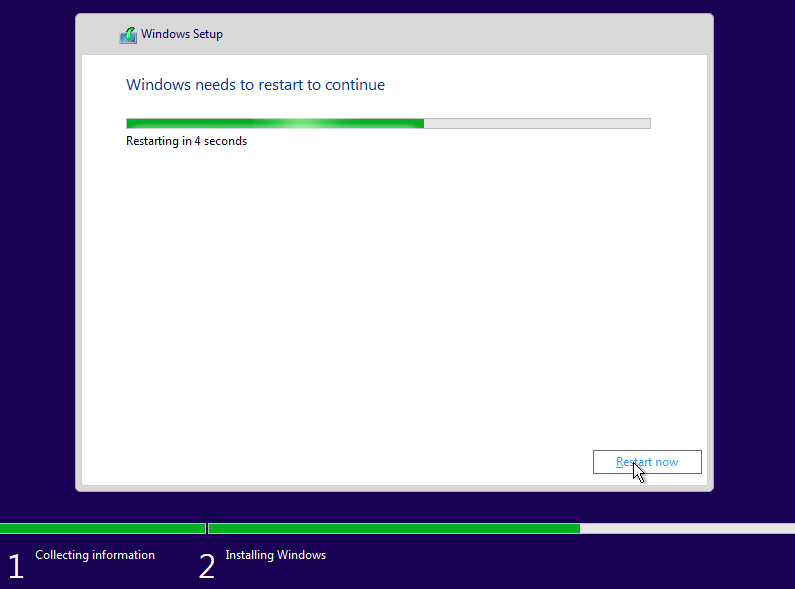 Windows Setup
Windows needs to restart to continue
Restarting in 4 seconds
Restart now
1 Collecting information
2 Installing Windows